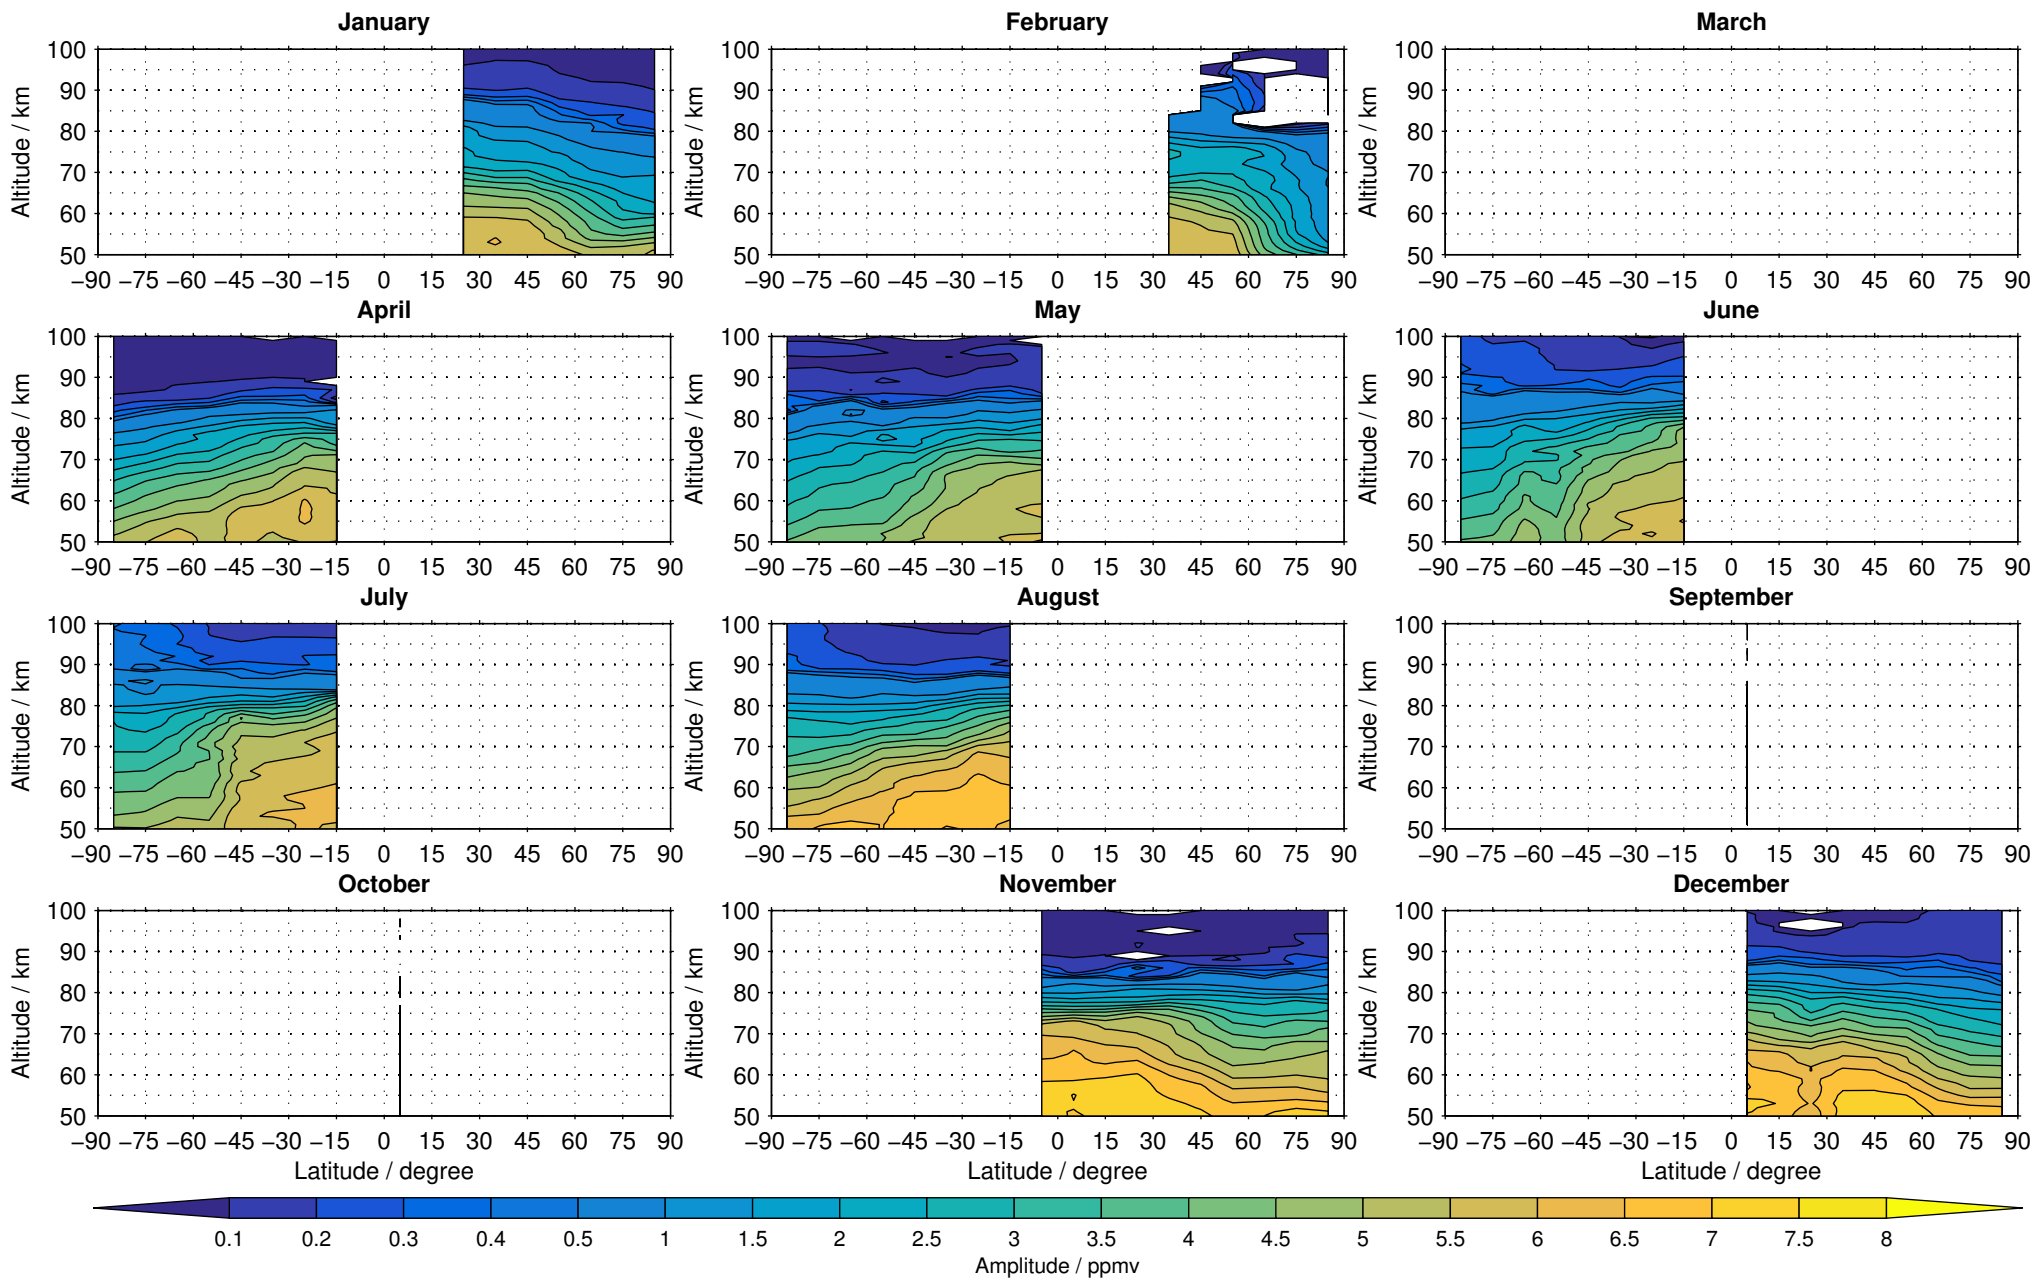 January February March
100 100 100
90 90 90
80 80 80
70 70 70
60 60 60
50 50 50
Altitude / km Altitude / km Altitude / km
−90 −75 −60 −45 −30 −15 0 15 30 45 60 75 90 −90 −75 −60 −45 −30 −15 0 15 30 45 60 75 90 −90 −75 −60 −45 −30 −15 0 15 30 45 60 75 90
April May June
100 100 100
90 90 90
80 80 80
70 70 70
60 60 60
50 50 50
Altitude / km Altitude / km Altitude / km
−90 −75 −60 −45 −30 −15 0 15 30 45 60 75 90 −90 −75 −60 −45 −30 −15 0 15 30 45 60 75 90 −90 −75 −60 −45 −30 −15 0 15 30 45 60 75 90
July August September
100 100 100
90 90 90
80 80 80
70 70 70
60 60 60
50 50 50
Altitude / km Altitude / km Altitude / km
−90 −75 −60 −45 −30 −15 0 15 30 45 60 75 90 −90 −75 −60 −45 −30 −15 0 15 30 45 60 75 90 −90 −75 −60 −45 −30 −15 0 15 30 45 60 75 90
October November December
100 100 100
90 90 90
80 80 80
70 70 70
60 60 60
50 50 50
Altitude / km Altitude / km Altitude / km
−90 −75 −60 −45 −30 −15 0 15 30 45 60 75 90 −90 −75 −60 −45 −30 −15 0 15 30 45 60 75 90 −90 −75 −60 −45 −30 −15 0 15 30 45 60 75 90
Latitude / degree Latitude / degree Latitude / degree
0.1 0.2 0.3 0.4 0.5 1 1.5 2 2.5 3 3.5 4 4.5 5 5.5 6 6.5 7 7.5 8
Amplitude / ppmv